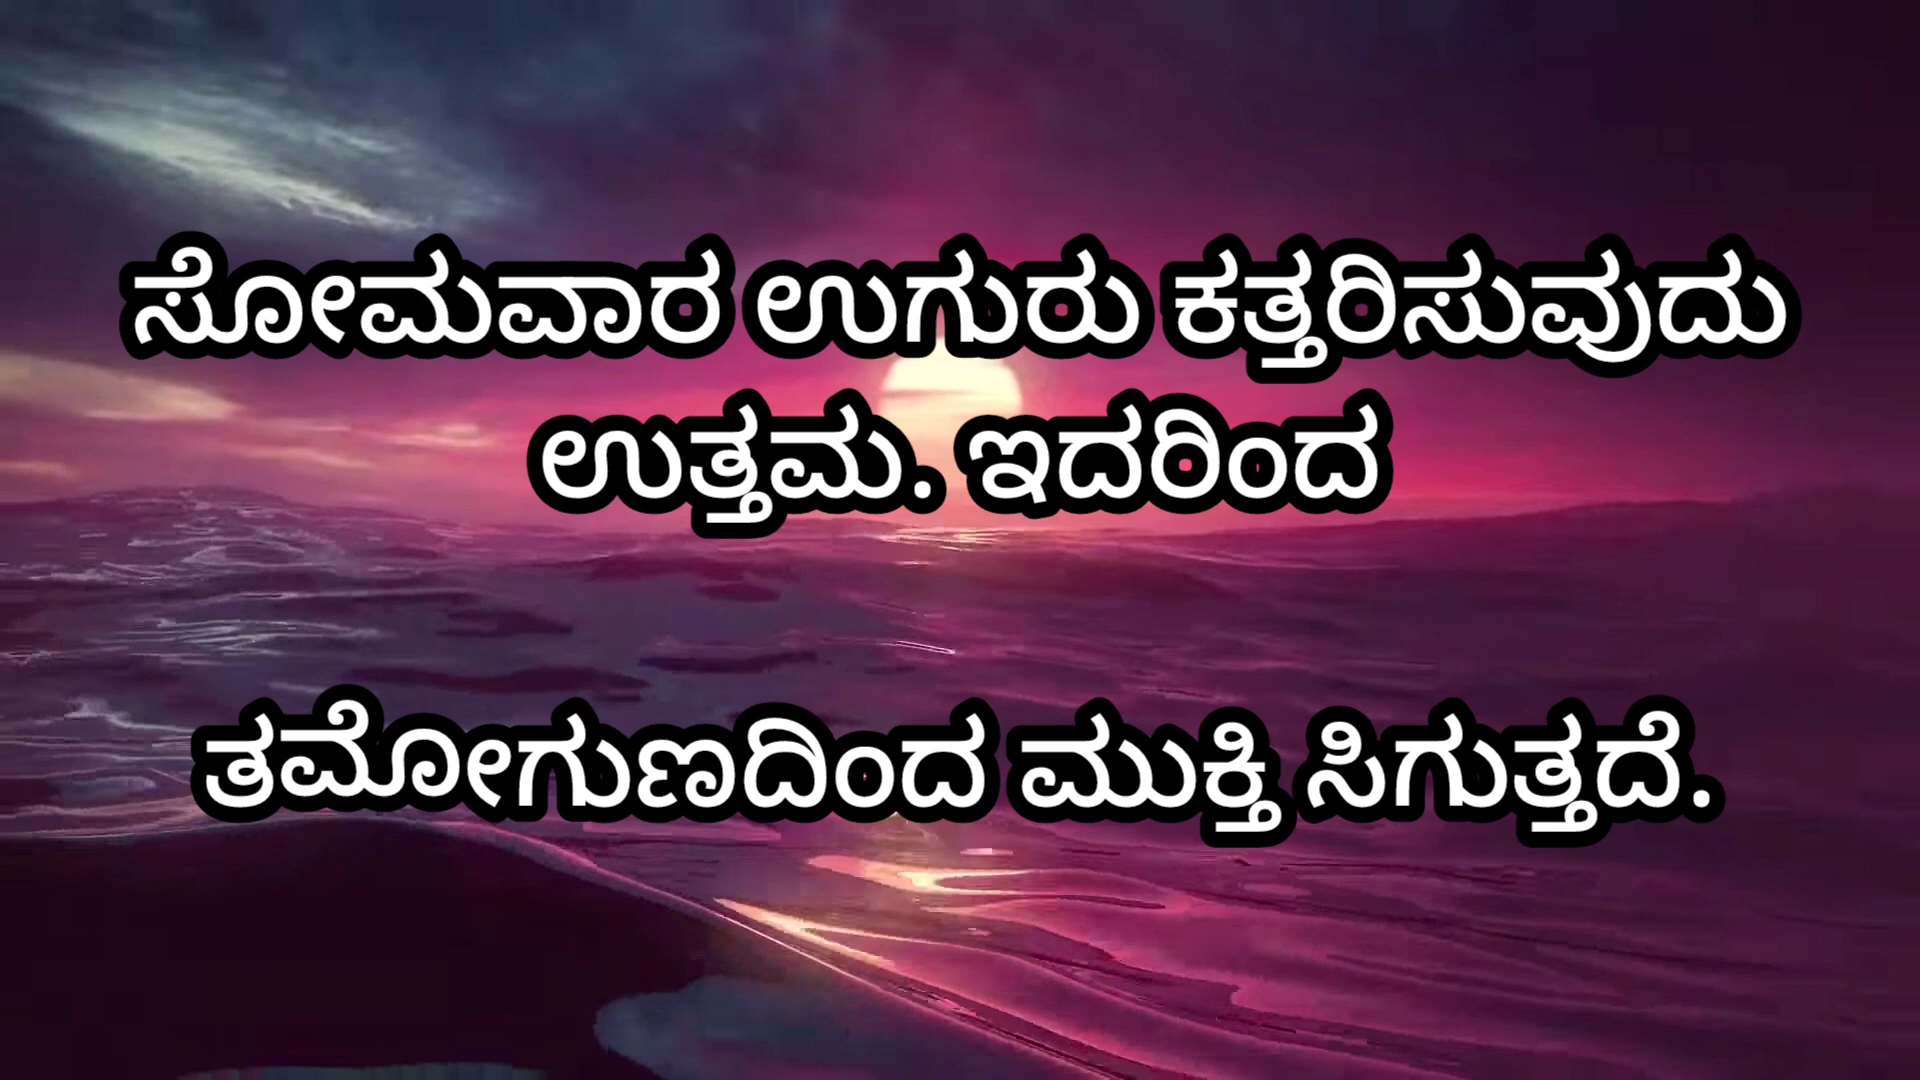 ಸೋಮವಾರ ಉಗುರು ಕತ್ತರಿಸುವುದು
ಉತ್ತಮ. ಇದರಿಂದ
ತಮೋಗುಣದಿಂದ ಮುಕ್ತಿ ಸಿಗುತ್ತದೆ.